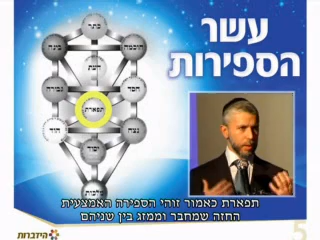 עשר
הספירות
כתר
בינה
חכמה
דעת
גבורה
חסד
תפארת
הוד
נצח
יסוד
מלכות
תפארת כאמור זוהי הספירה האמצעית
החזה שמחבר וממזג בין שניהם
הידברות
5